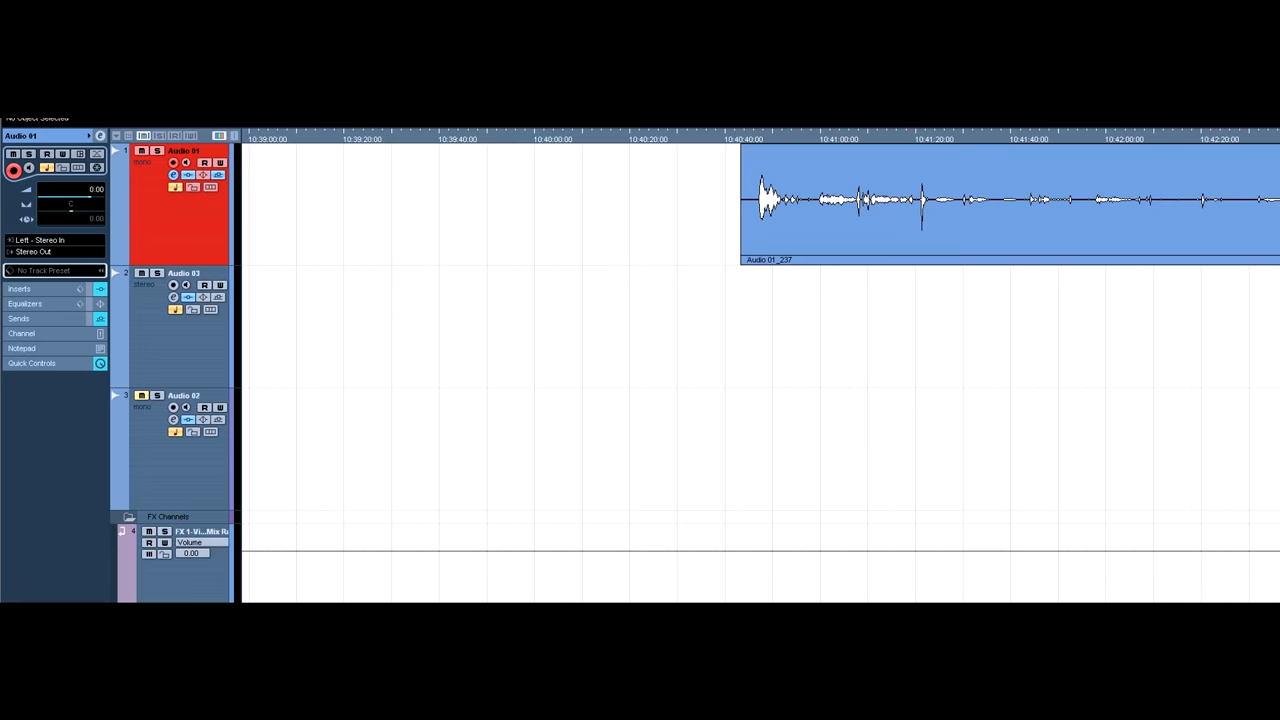 No Object Selected
Audio 01
10:39:00:00 10:39:20:00 10:39:40:00 10:40:00:00 10:40:20:00 10:40:40:00 10:41:00:00 10:41:20:00 10:41:40:00 10:42:00:00 10:42:20:00
M S R W
0.00
C
0.00
Left - Stereo In
Stereo Out
No Track Preset
Inserts
Equalizers
Sends
Channel
Notepad
Quick Controls
1 M S Audio 01
mono R W
Audio 01_237
2 M S Audio 03
stereo R W
3 M S Audio 02
mono R W
FX Channels
4 M S FX 1-Vi...Mix R
R W Volume
0.00